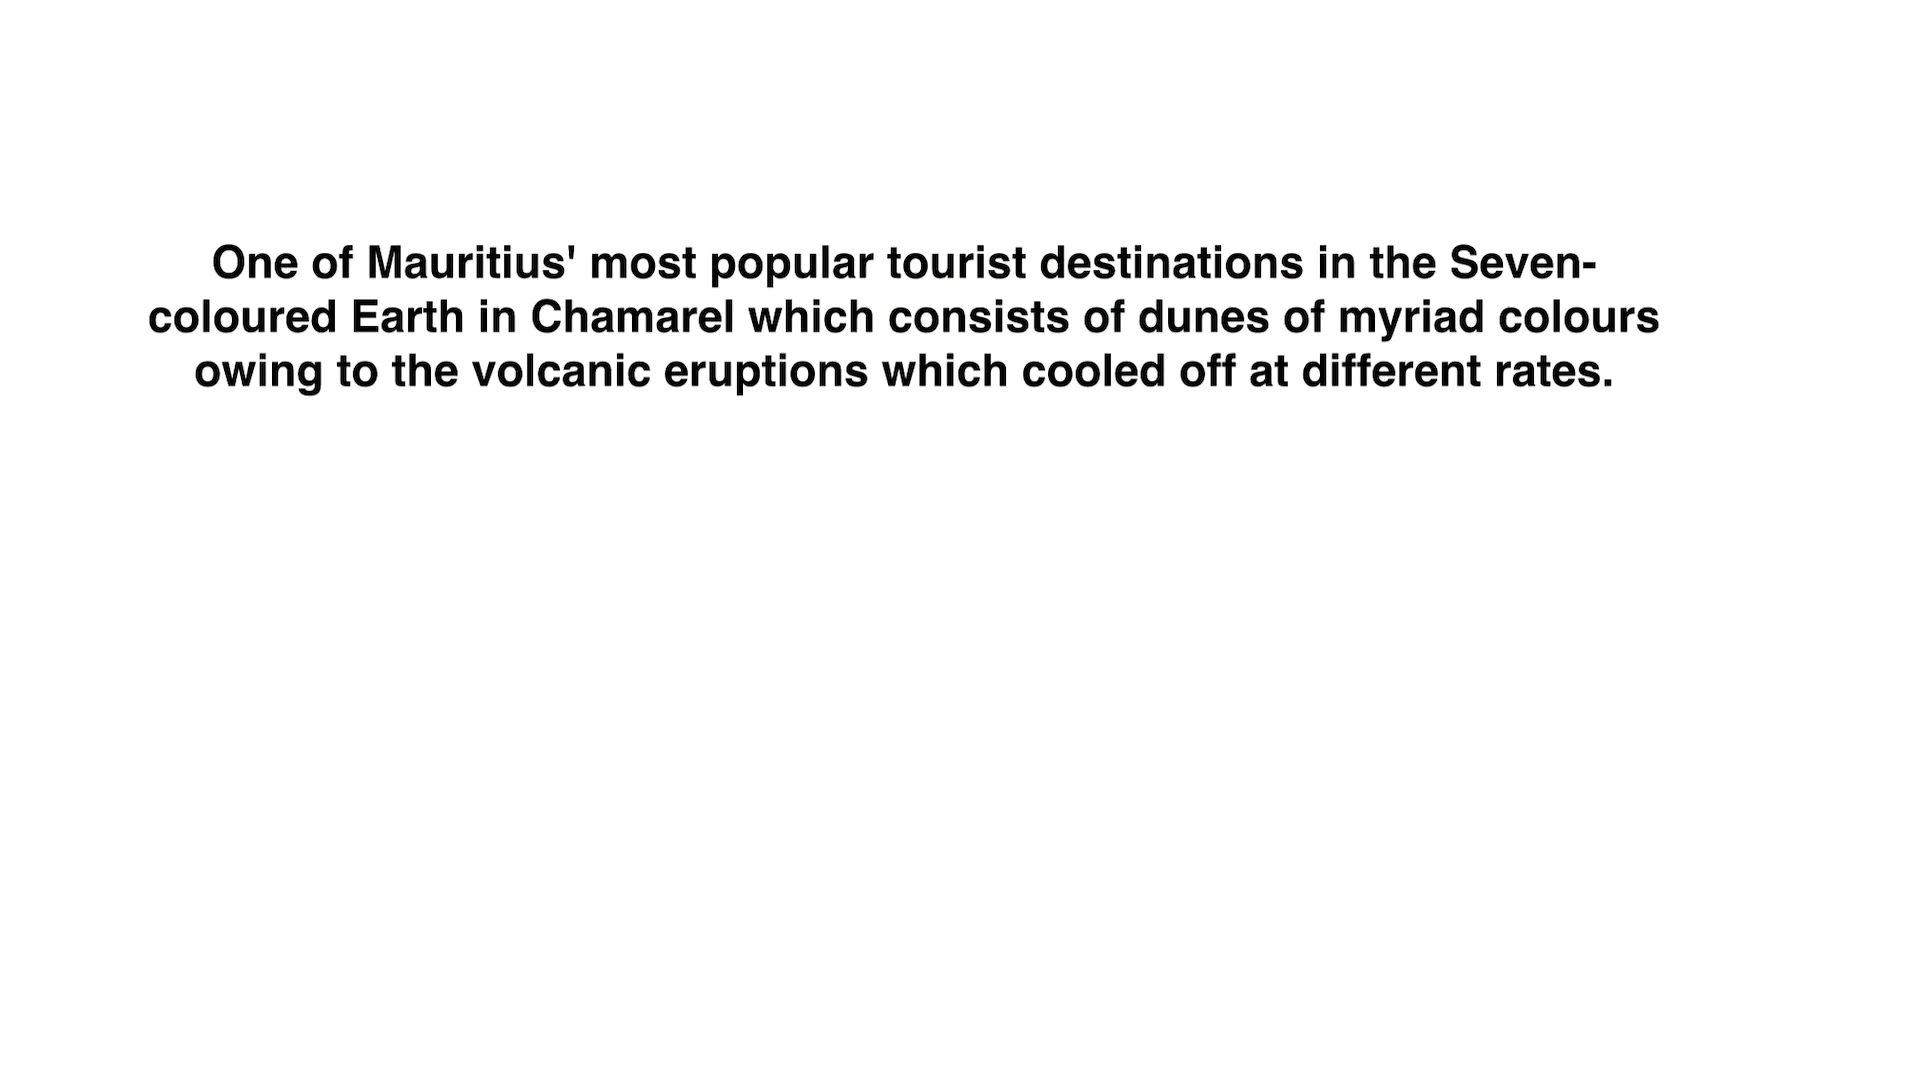 One of Mauritius' most popular tourist destinations in the Seven-
coloured Earth in Chamarel which consists of dunes of myriad colours
owing to the volcanic eruptions which cooled off at different rates.